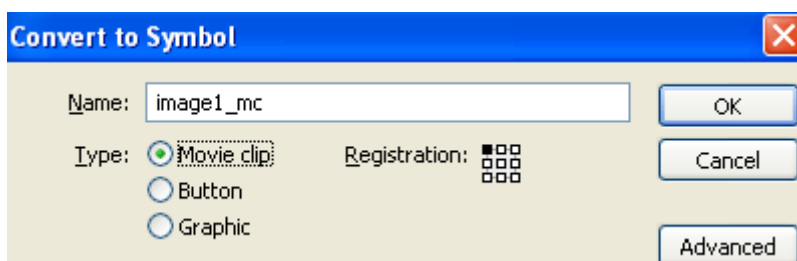 Convert to Symbol
Name: image1_mc OK
Type: Movie clip Registration: Cancel
Button
Graphic
Advanced